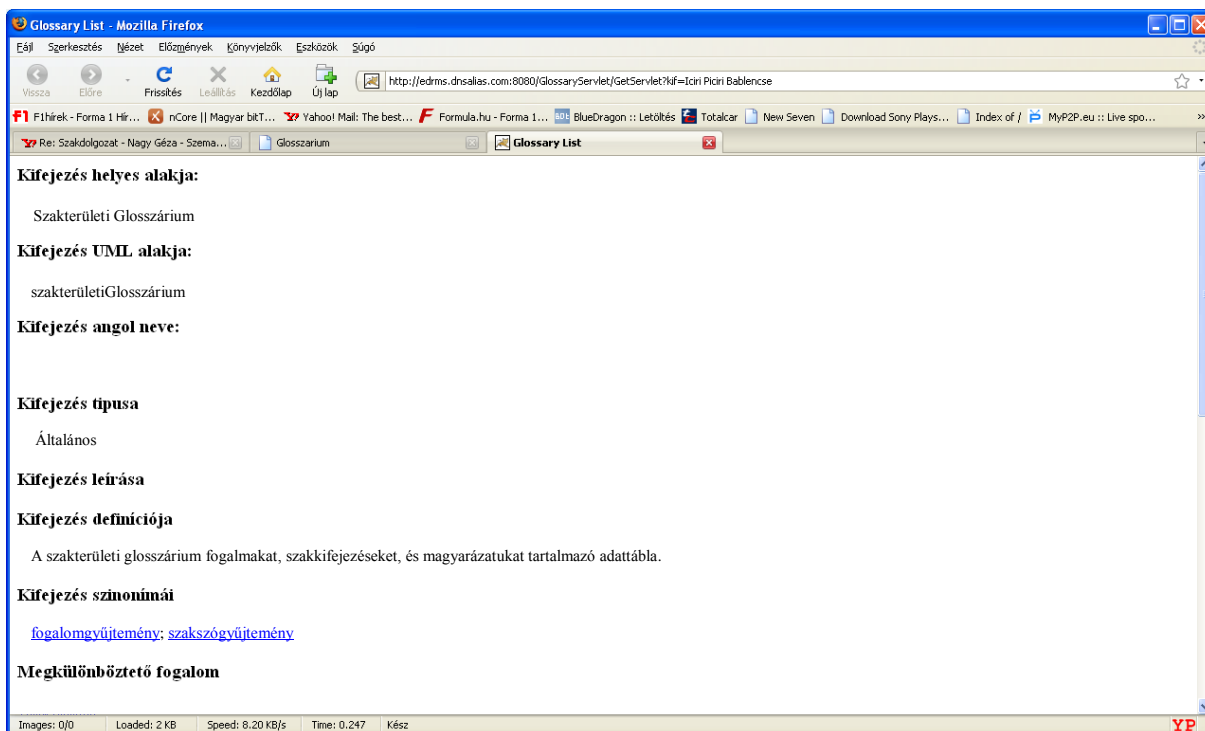 Glossary List - Mozilla Firefox
Fájl Szerkesztés Nézet Előzmények Könyvjelzők Eszközök Súgó
Vissza Előre Frissítés Leállítás Kezdőlap Új lap http://edrms.dnsalias.com:8080/GlossaryServlet/GetServlet?kif=Iciri Piciri Bablencse
F1hírek - Forma 1 Hír... nCore || Magyar bitT... Yahoo! Mail: The best... Formula.hu - Forma 1... BlueDragon :: Letöltés Totalcar New Seven Download Sony Plays... Index of / MyP2P.eu :: Live spo... »
Re: Szakdolgozat - Nagy Géza - Szema... Glosszarium Glossary List
Kifejezés helyes alakja:
Szakterületi Glosszárium
Kifejezés UML alakja:
szakterületiGlosszárium
Kifejezés angol neve:
Kifejezés tipusa
Általános
Kifejezés leírása
Kifejezés definíciója
A szakterületi glosszárium fogalmakat, szakkifejezéseket, és magyarázatukat tartalmazó adattábla.
Kifejezés szinonímái
fogalomgyűjtemény; szakszógyűjtemény
Megkülönböztető fogalom
Images: 0/0 Loaded: 2 KB Speed: 8.20 KB/s Time: 0.247 Kész YP